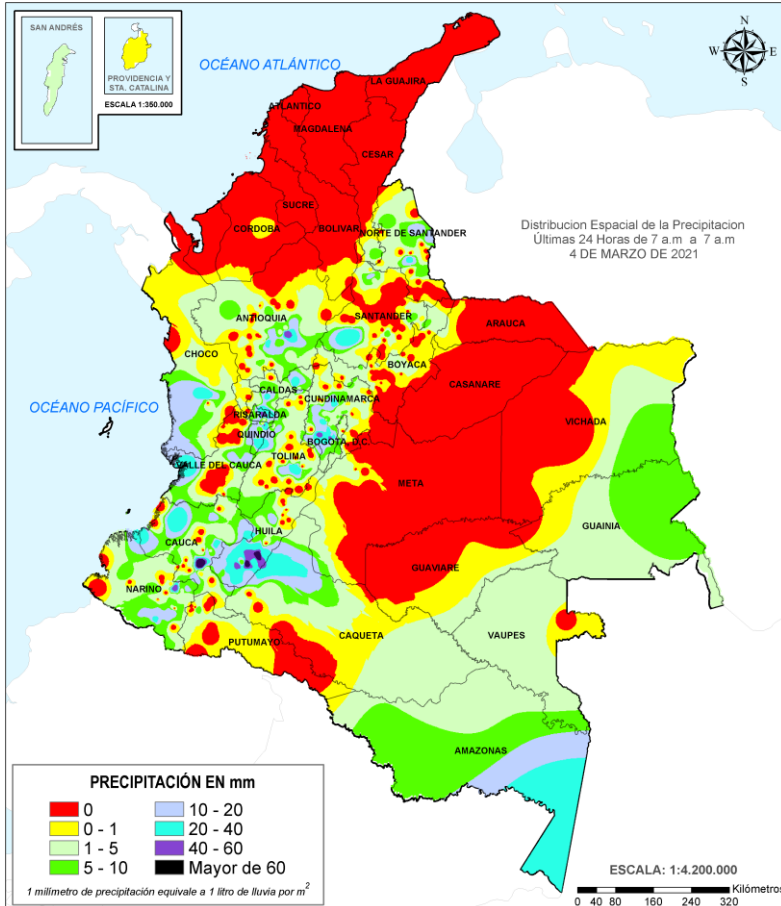 SAN ANDRÉS
PROVIDENCIA Y
STA. CATALINA
ESCALA 1:350.000
OCÉANO ATLÁNTICO
N
W
E
S
LA GUAJIRA
ATLANTICO
MAGDALENA
CESAR
SUCRE
CORDOBA
BOLIVAR
NORTE DE SANTANDER
Distribucion Espacial de la Precipitacion
Últimas 24 Horas de 7 a.m a 7 a.m
4 DE MARZO DE 2021
ANTIOQUIA
SANTANDER
ARAUCA
CHOCO
BOYACA
CASANARE
CALDAS
CUNDINAMARCA
OCÉANO PACÍFICO
RISARALDA
VICHADA
QUINDIO
BOGOTA, D.C.
TOLIMA
VALLE DEL CAUCA
META
GUAINIA
HUILA
CAUCA
GUAVIARE
NARIÑO
VAUPES
CAQUETA
PUTUMAYO
AMAZONAS
PRECIPITACIÓN EN mm
0
10 - 20
0 - 1
20 - 40
1 - 5
40 - 60
5 - 10
Mayor de 60
1 milímetro de precipitación equivale a 1 litro de lluvia por m²
ESCALA: 1:4.200.000
Kilómetros
0 40 80 160 240 320